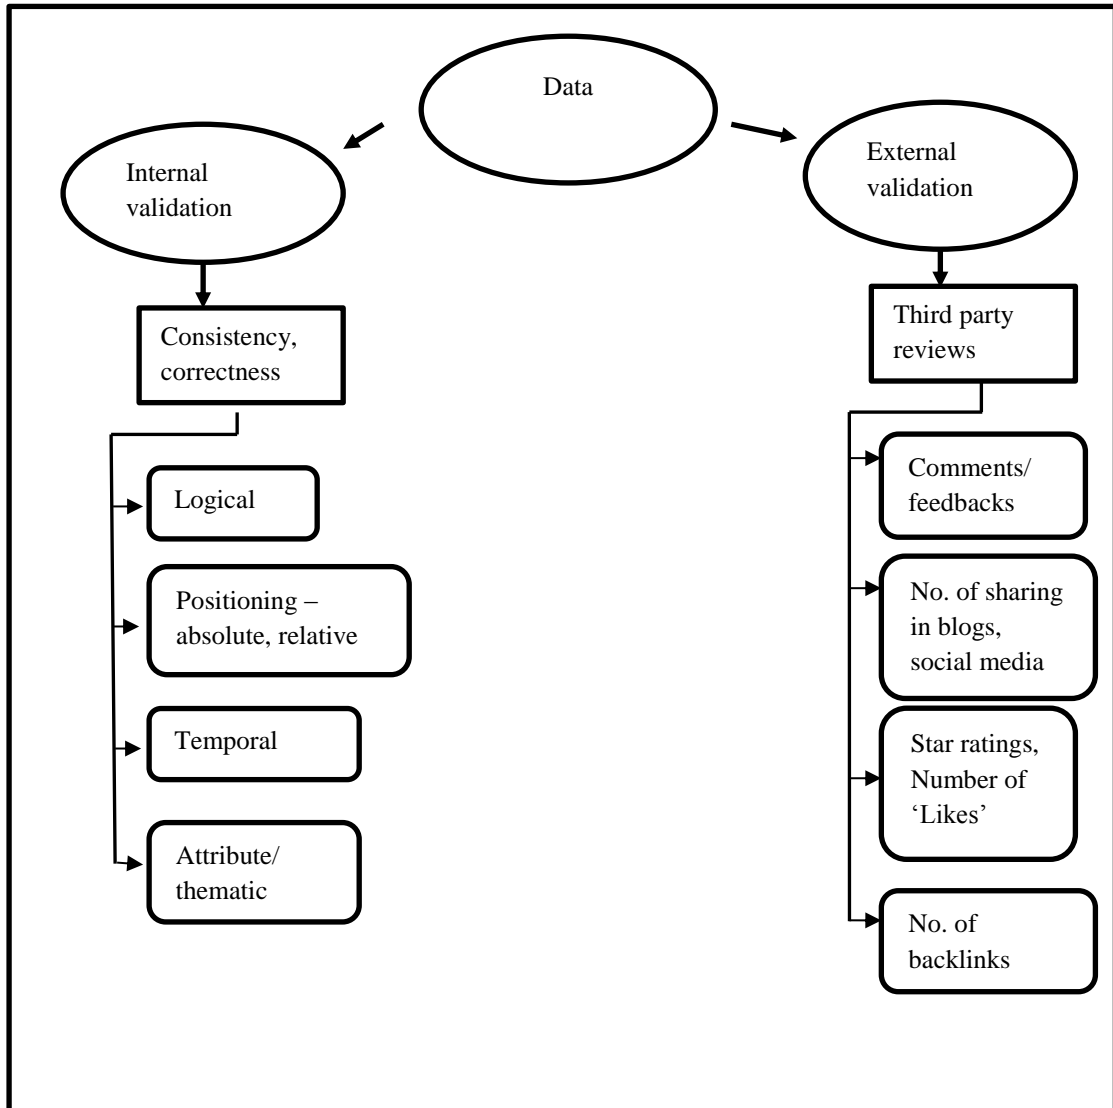 Data
Internal
validation
External
validation
Consistency,
correctness
Third party
reviews
Logical
Positioning –
absolute, relative
Temporal
Attribute/
thematic
Comments/
feedbacks
No. of sharing
in blogs,
social media
Star ratings,
Number of
‘Likes’
No. of
backlinks